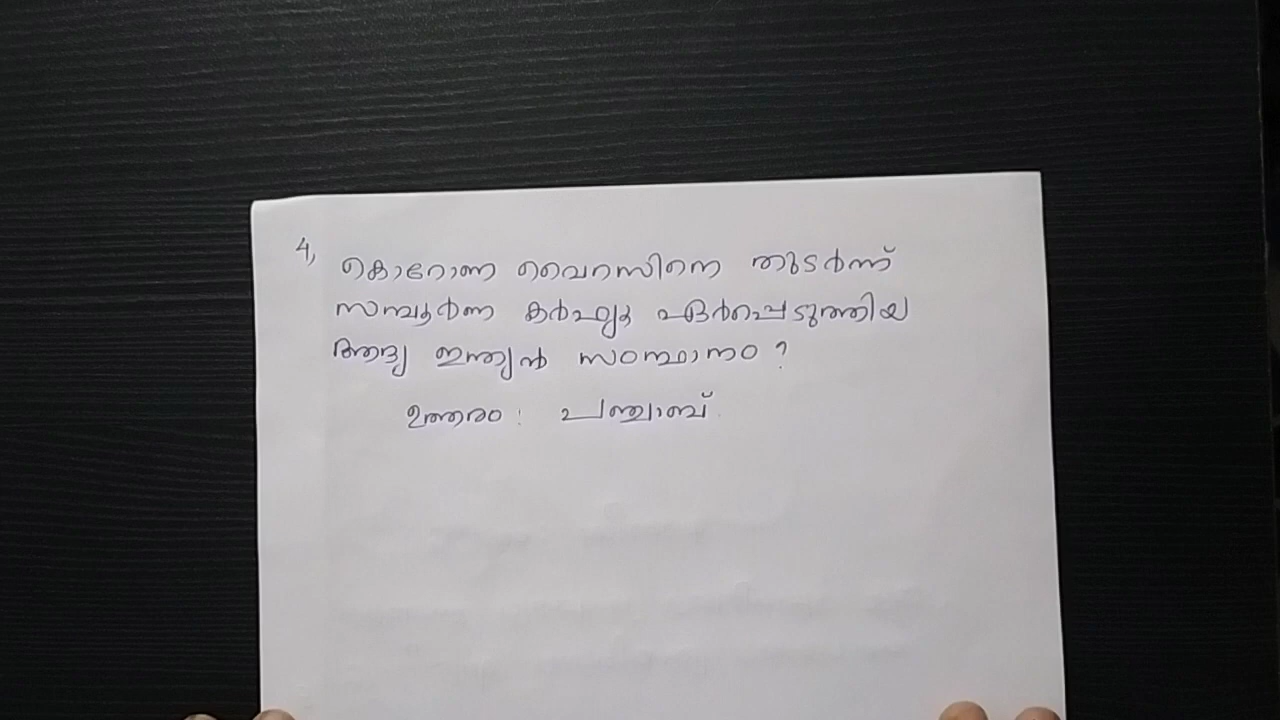 4, കൊറോണ വൈറസിനെ തുടർന്ന്
സമ്പൂർണ കർഫ്യൂ ഏർപ്പെടുത്തിയ
ആദ്യ ഇന്ത്യൻ സംസ്ഥാനം ?
ഉത്തരം : പഞ്ചാബ്